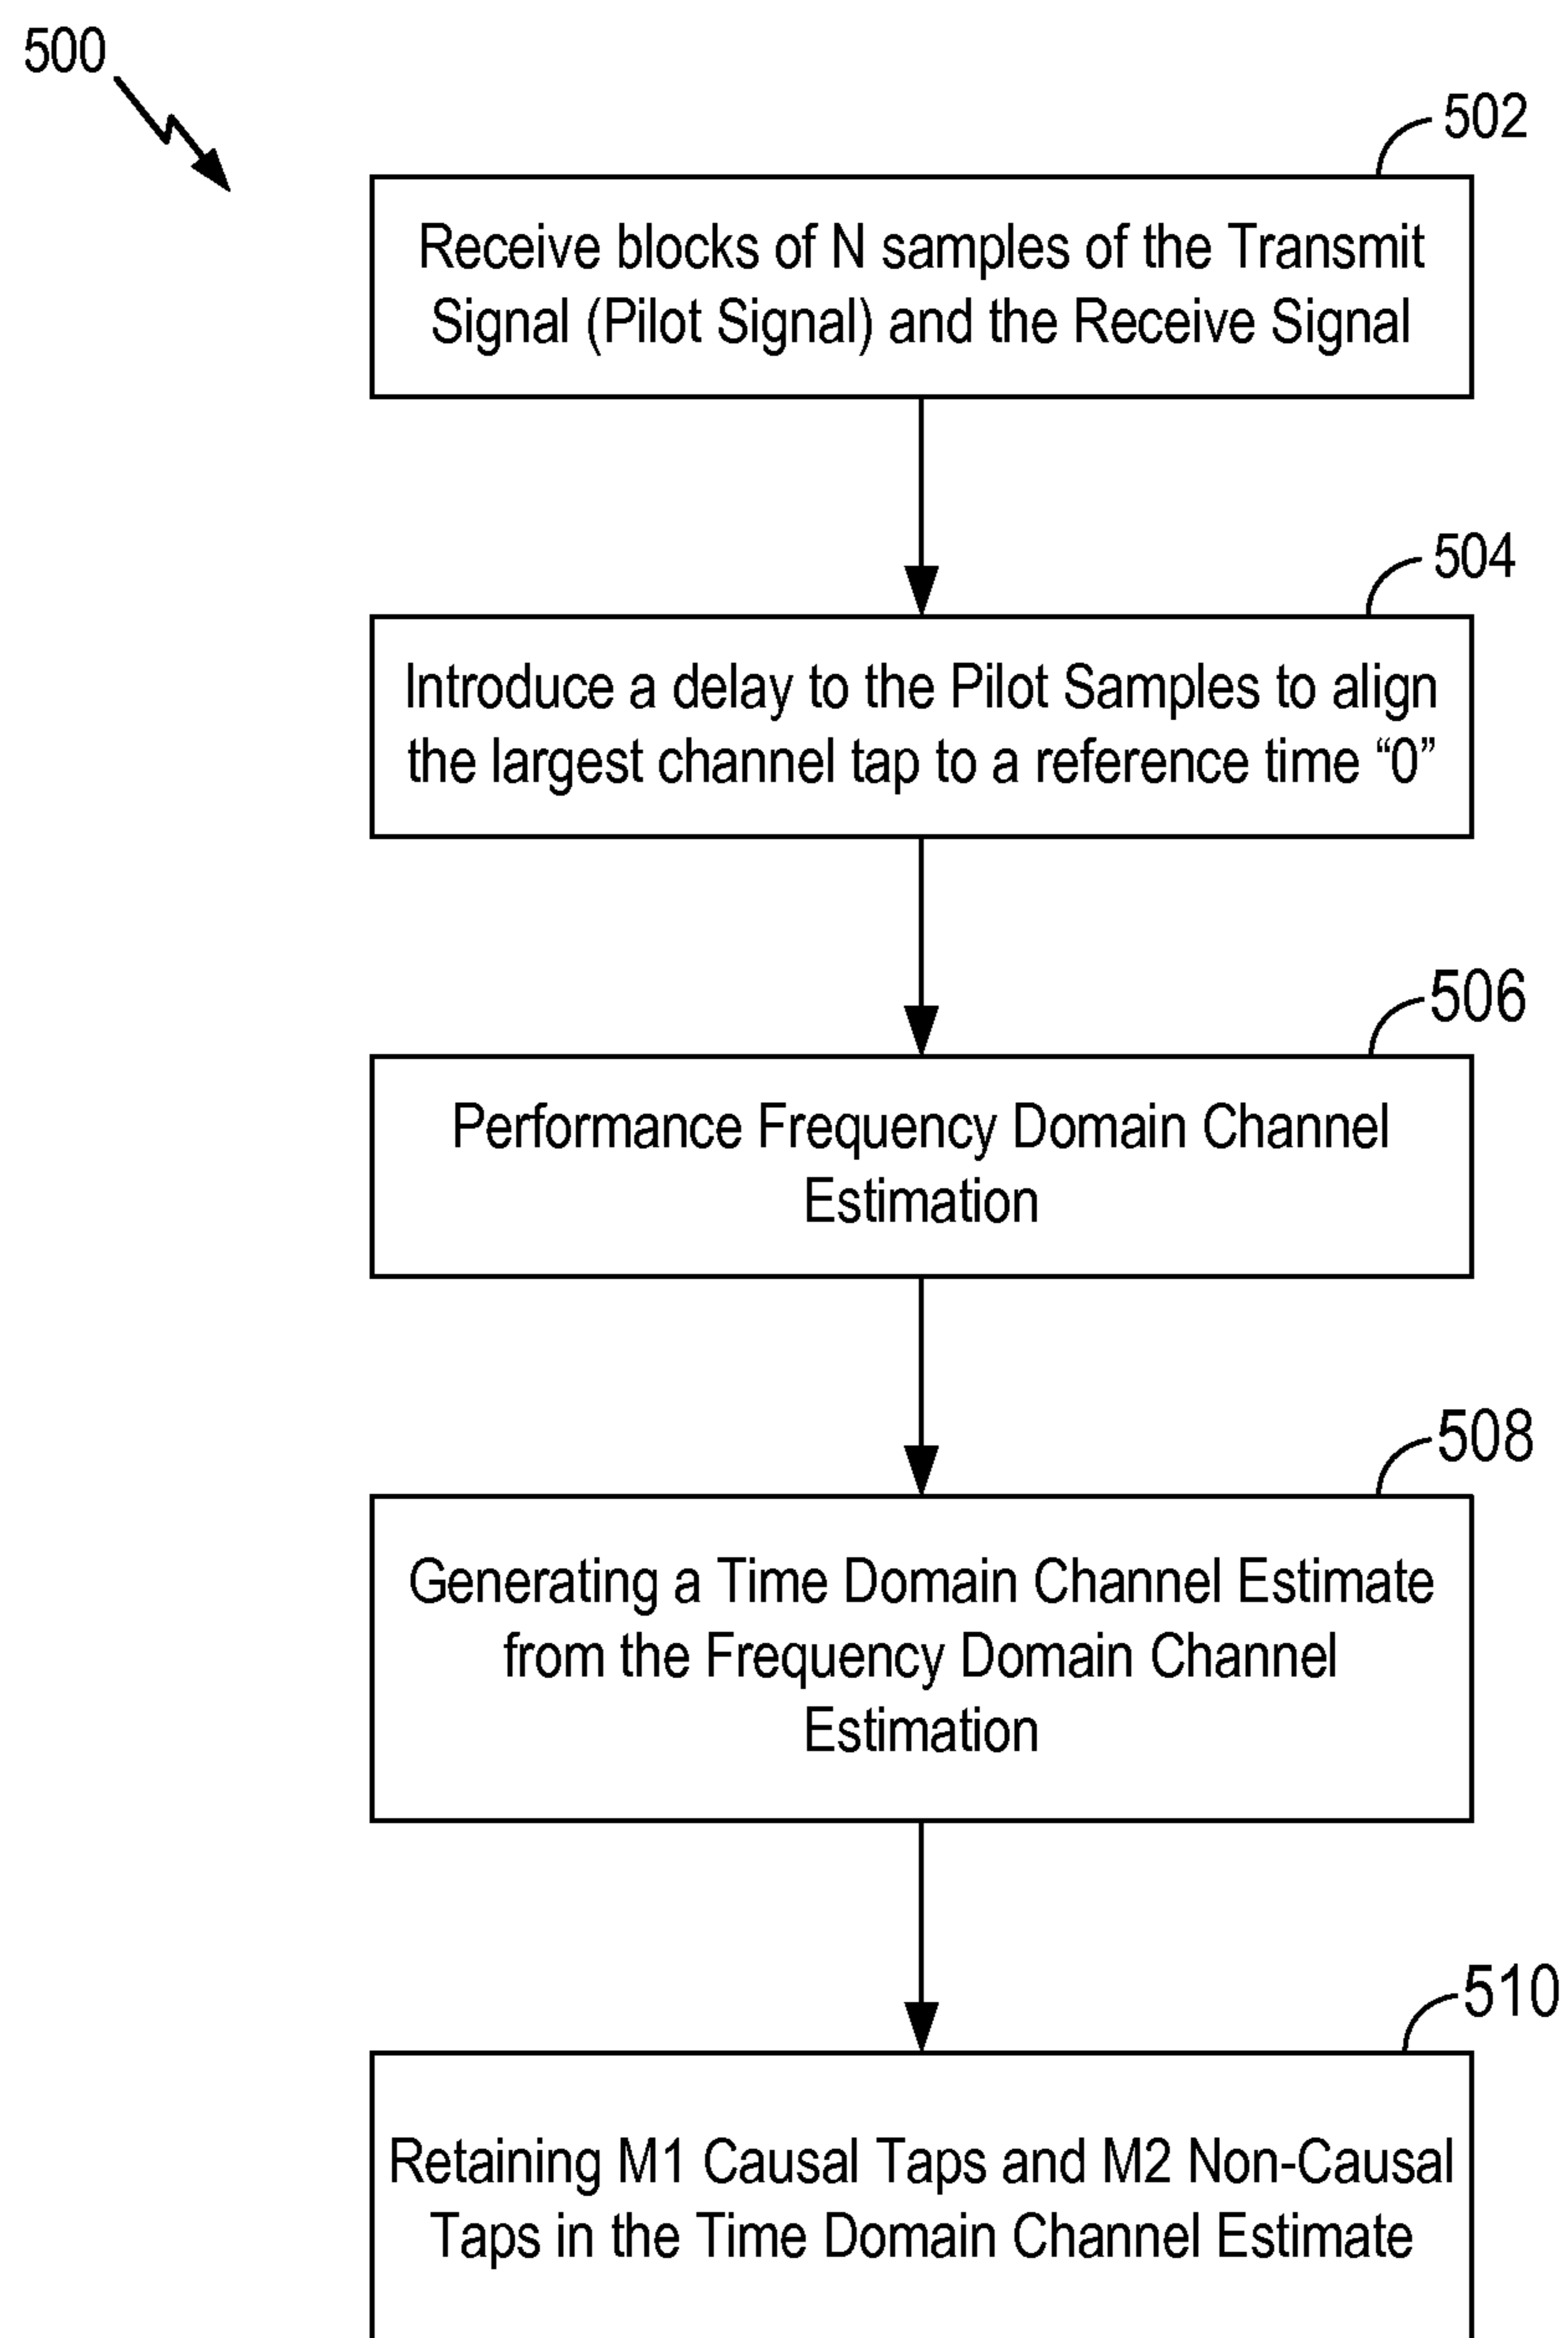 500
502
Receive blocks of N samples of the Transmit
Signal (Pilot Signal) and the Receive Signal
504
Introduce a delay to the Pilot Samples to align
the largest channel tap to a reference time “0”
506
Performance Frequency Domain Channel
Estimation
508
Generating a Time Domain Channel Estimate
from the Frequency Domain Channel
Estimation
510
Retaining M1 Causal Taps and M2 Non-Causal
Taps in the Time Domain Channel Estimate